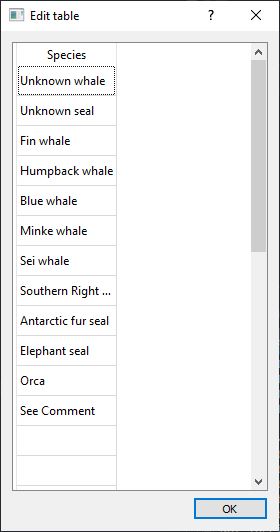 Edit table
?
Species
Unknown whale
Unknown seal
Fin whale
Humpback whale
Blue whale
Minke whale
Sei whale
Southern Right ...
Antarctic fur seal
Elephant seal
Orca
See Comment
OK